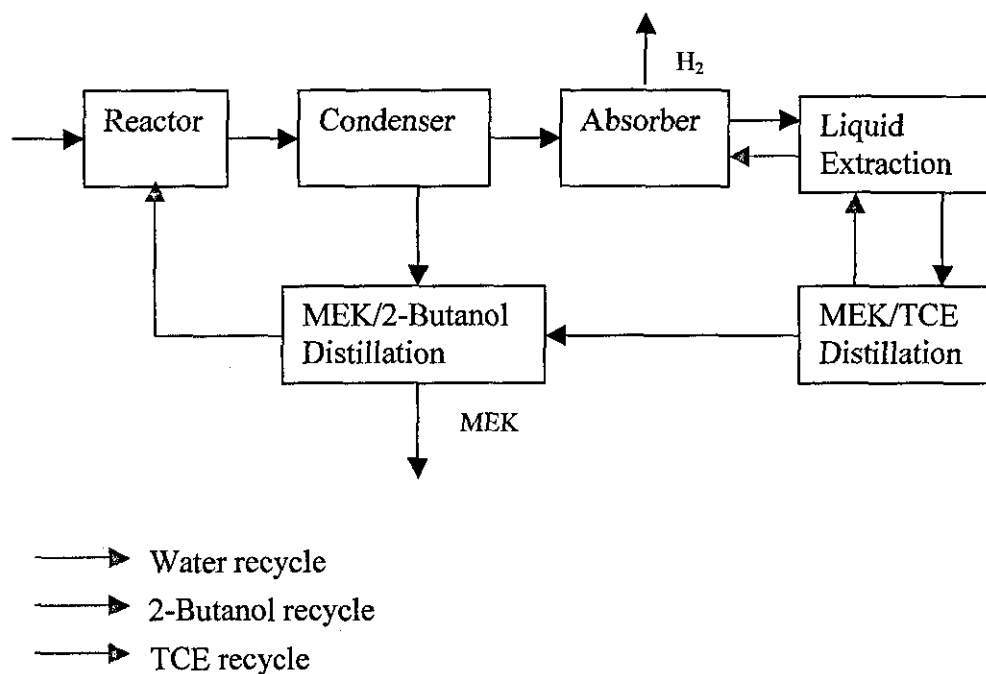 H₂
Reactor
Condenser
Absorber
Liquid
Extraction
MEK/2-Butanol
Distillation
MEK/TCE
Distillation
MEK
Water recycle
2-Butanol recycle
TCE recycle